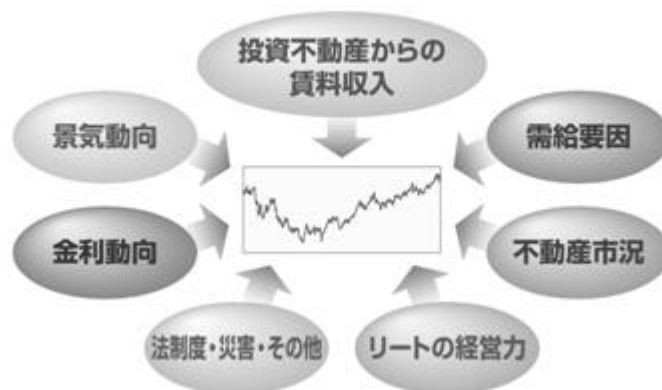 投資不動産からの
賃料収入
景気動向
需給要因
金利動向
不動産市況
法制度・災害・その他
リートの経営力